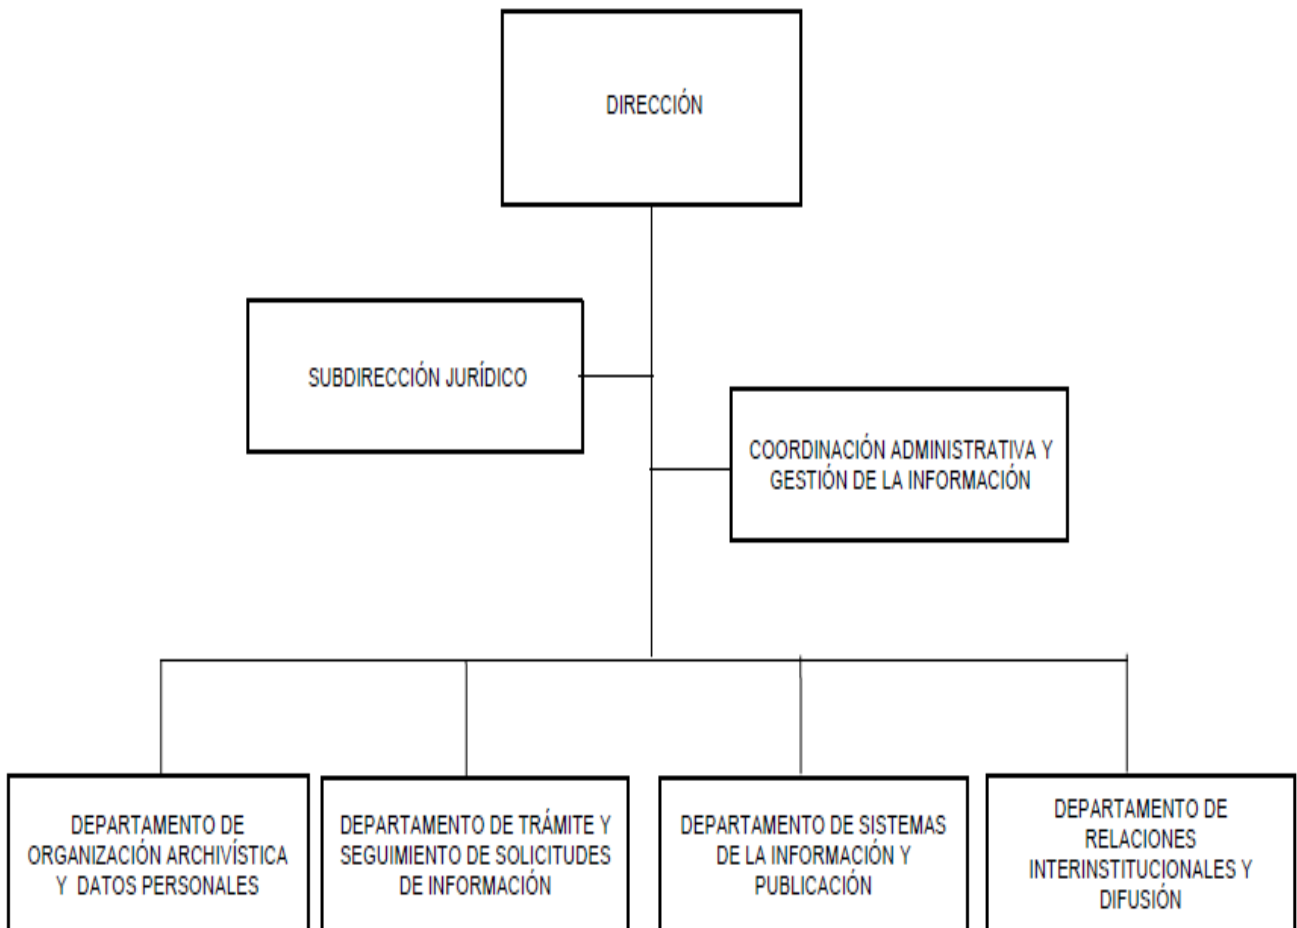 DIRECCIÓN
SUBDIRECCIÓN JURÍDICO
COORDINACIÓN ADMINISTRATIVA Y
GESTIÓN DE LA INFORMACIÓN
DEPARTAMENTO DE
ORGANIZACIÓN ARCHIVÍSTICA
Y DATOS PERSONALES
DEPARTAMENTO DE TRÁMITE Y
SEGUIMIENTO DE SOLICITUDES
DE INFORMACIÓN
DEPARTAMENTO DE SISTEMAS
DE LA INFORMACIÓN Y
PUBLICACIÓN
DEPARTAMENTO DE
RELACIONES
INTERINSTITUCIONALES Y
DIFUSIÓN